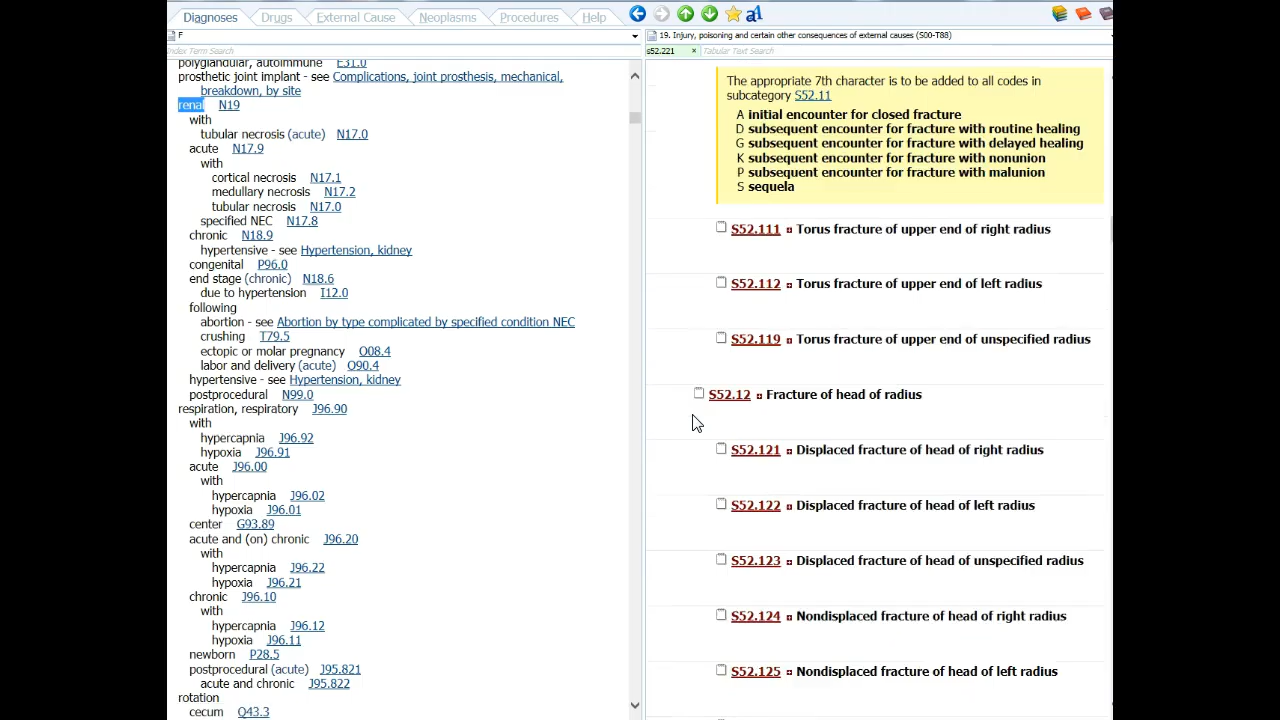 Diagnoses Drugs External Cause Neoplasms Procedures Help
F
Index Term Search
polyglandular, autoimmune E31.0
prosthetic joint implant - see Complications, joint prosthesis, mechanical,
breakdown, by site
renal N19
with
tubular necrosis (acute) N17.0
acute N17.9
with
cortical necrosis N17.1
medullary necrosis N17.2
tubular necrosis N17.0
specified NEC N17.8
chronic N18.9
hypertensive - see Hypertension, kidney
congenital P96.0
end stage (chronic) N18.6
due to hypertension I12.0
following
abortion - see Abortion by type complicated by specified condition NEC
crushing T79.5
ectopic or molar pregnancy O08.4
labor and delivery (acute) O90.4
hypertensive - see Hypertension, kidney
postprocedural N99.0
respiration, respiratory J96.90
with
hypercapnia J96.92
hypoxia J96.91
acute J96.00
with
hypercapnia J96.02
hypoxia J96.01
center G93.89
acute and (on) chronic J96.20
with
hypercapnia J96.22
hypoxia J96.21
chronic J96.10
with
hypercapnia J96.12
hypoxia J96.11
newborn P28.5
postprocedural (acute) J95.821
acute and chronic J95.822
rotation
cecum Q43.3
19. Injury, poisoning and certain other consequences of external causes (S00-T88)
s52.221 × Tabular Text Search
The appropriate 7th character is to be added to all codes in
subcategory S52.11
A initial encounter for closed fracture
D subsequent encounter for fracture with routine healing
G subsequent encounter for fracture with delayed healing
K subsequent encounter for fracture with nonunion
P subsequent encounter for fracture with malunion
S sequela
S52.111 Torus fracture of upper end of right radius
S52.112 Torus fracture of upper end of left radius
S52.119 Torus fracture of upper end of unspecified radius
S52.12 Fracture of head of radius
S52.121 Displaced fracture of head of right radius
S52.122 Displaced fracture of head of left radius
S52.123 Displaced fracture of head of unspecified radius
S52.124 Nondisplaced fracture of head of right radius
S52.125 Nondisplaced fracture of head of left radius